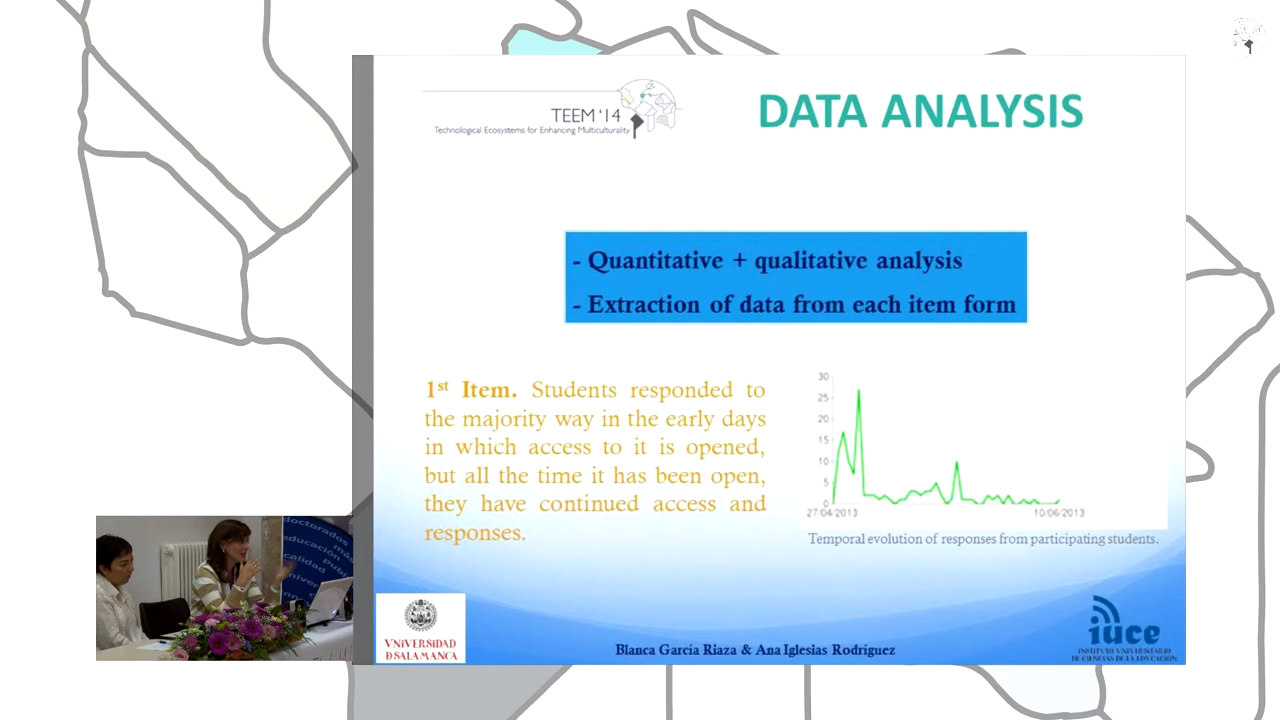 TEEM '14
Technological Ecosystems for Enhancing Multiculturality
DATA ANALYSIS
- Quantitative + qualitative analysis
- Extraction of data from each item form
1st Item. Students responded to
the majority way in the early days
in which access to it is opened,
but all the time it has been open,
they have continued access and
responses.
30
25
20
15
10
5
0
27/04/2013
10/06/2013
Temporal evolution of responses from participating students.
doctorados
educación
publ
calidad
VNiVERSiDAD
D SALAMANCA
Blanca García Riaza & Ana Iglesias Rodríguez
iuce
INSTITUTO UNIVERSITARIO
DE CIENCIAS DE LA EDUCACIÓN